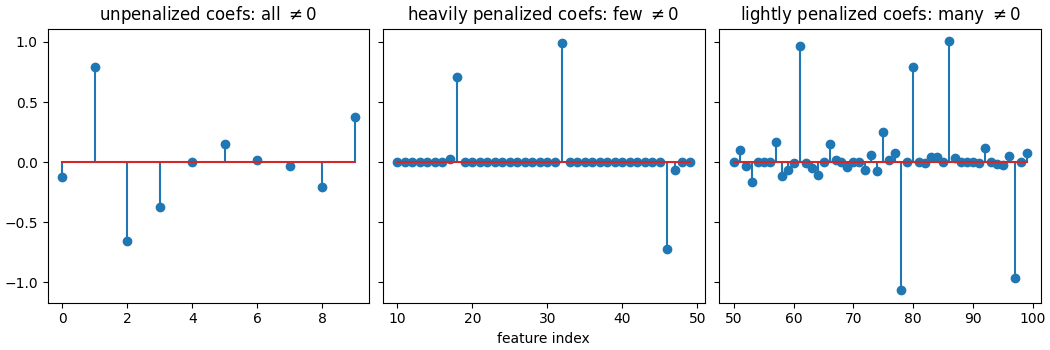 unpenalized coefs: all ≠0
heavily penalized coefs: few ≠0
lightly penalized coefs: many ≠0
1.0
0.5
0.0
−0.5
−1.0
0 2 4 6 8
10 20 30 40 50
50 60 70 80 90 100
feature index